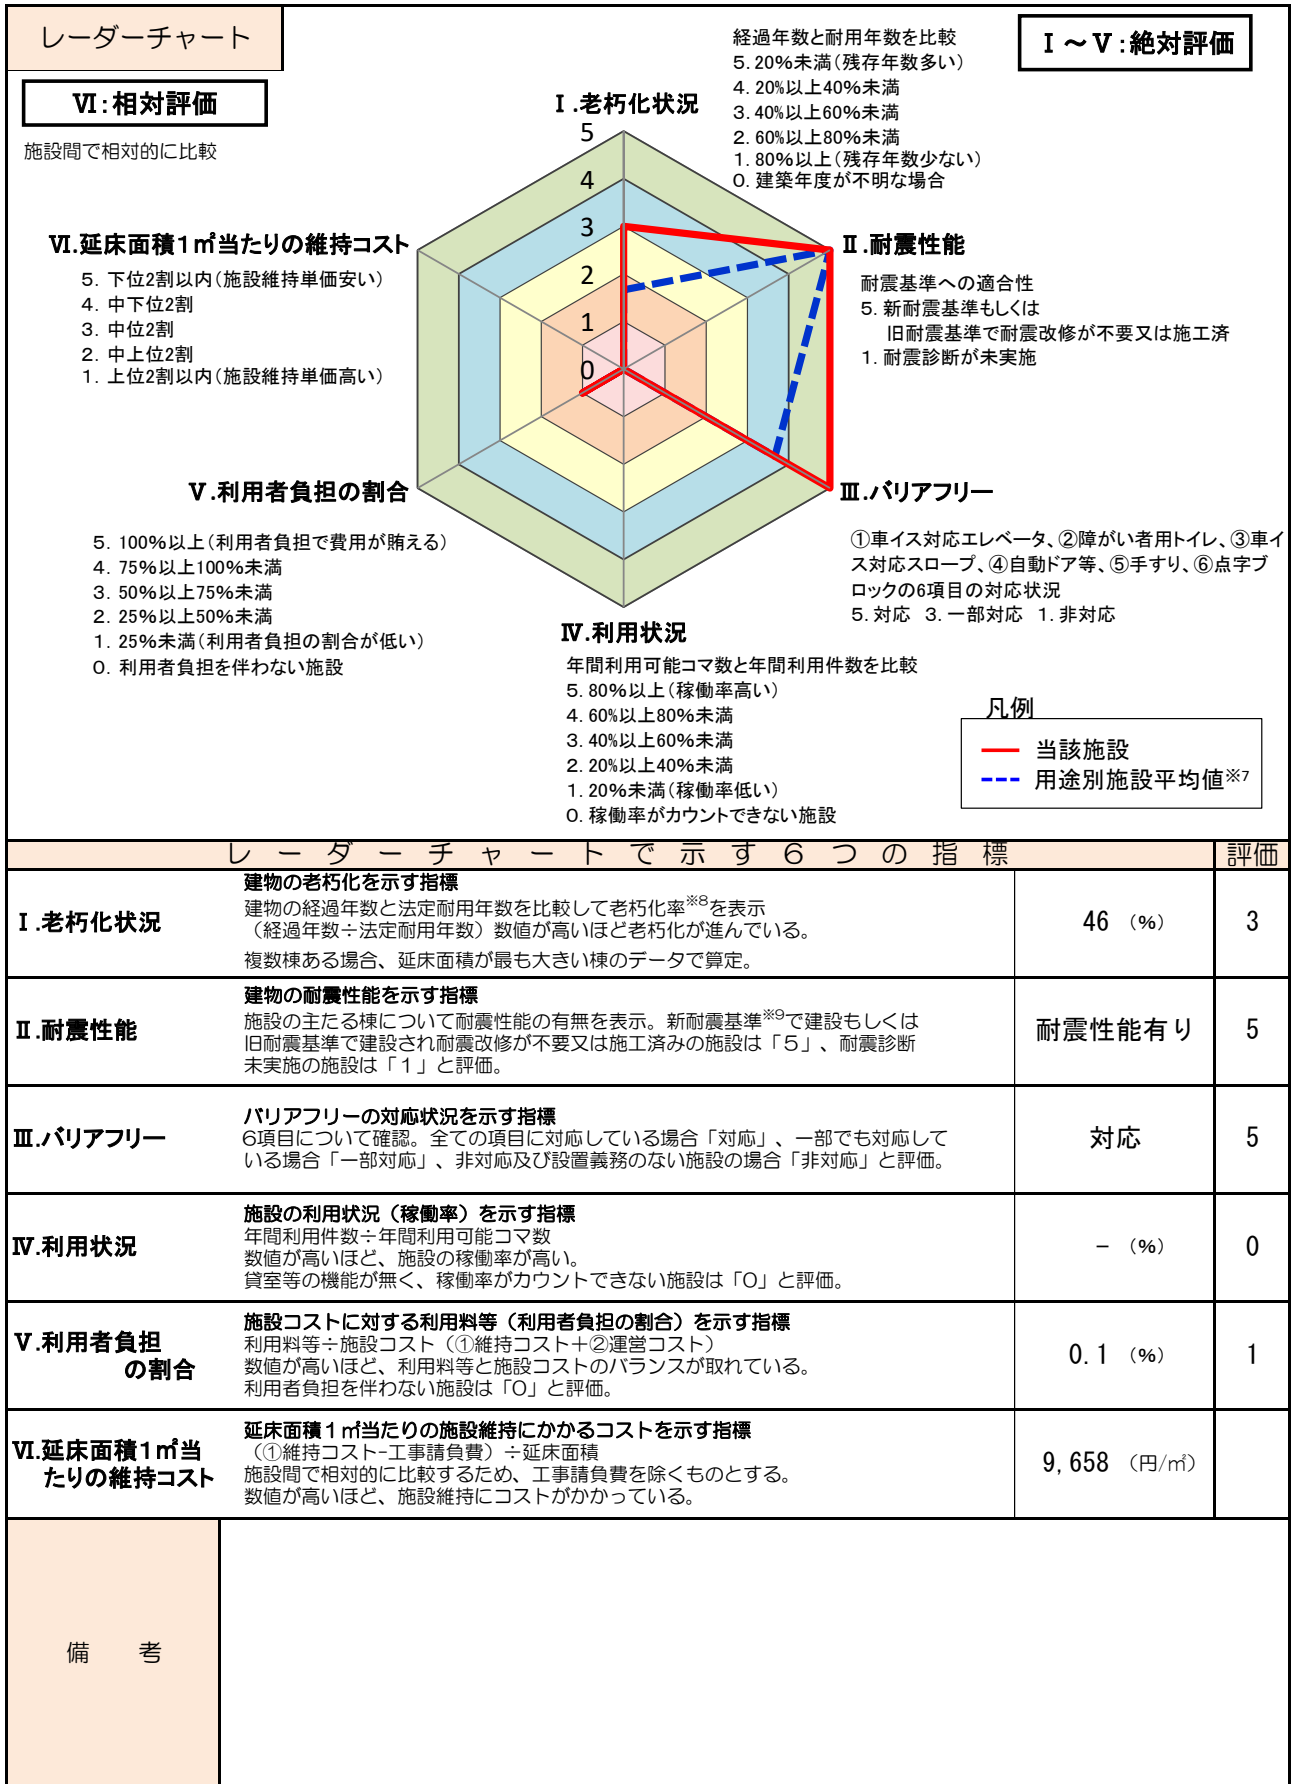 レーダーチャート
Ⅰ～Ⅴ:絶対評価
Ⅵ:相対評価
施設間で相対的に比較
Ⅰ.老朽化状況
経過年数と耐用年数を比較
5.20%未満(残存年数多い)
4.20%以上40%未満
3.40%以上60%未満
2.60%以上80%未満
1.80%以上(残存年数少ない)
0.建築年度が不明な場合
5
4
3
2
1
0
Ⅱ.耐震性能
耐震基準への適合性
5.新耐震基準もしくは
旧耐震基準で耐震改修が不要又は施工済
1.耐震診断が未実施
Ⅵ.延床面積1㎡当たりの維持コスト
5.下位2割以内(施設維持単価安い)
4.中下位2割
3.中位2割
2.中上位2割
1.上位2割以内(施設維持単価高い)
Ⅴ.利用者負担の割合
5.100%以上(利用者負担で費用が賄える)
4.75%以上100%未満
3.50%以上75%未満
2.25%以上50%未満
1.25%未満(利用者負担の割合が低い)
0.利用者負担を伴わない施設
Ⅲ.バリアフリー
①車イス対応エレベータ、②障がい者用トイレ、③車イ
ス対応スロープ、④自動ドア等、⑤手すり、⑥点字ブ
ロックの6項目の対応状況
5.対応 3.一部対応 1.非対応
Ⅳ.利用状況
年間利用可能コマ数と年間利用件数を比較
5.80%以上(稼働率高い)
4.60%以上80%未満
3.40%以上60%未満
2.20%以上40%未満
1.20%未満(稼働率低い)
0.稼働率がカウントできない施設
凡例
当該施設
用途別施設平均値※7
レーダーチャートで示す6つの指標 評価
Ⅰ.老朽化状況
建物の老朽化を示す指標
建物の経過年数と法定耐用年数を比較して老朽化率※8を表示
（経過年数÷法定耐用年数）数値が高いほど老朽化が進んでいる。
複数棟ある場合、延床面積が最も大きい棟のデータで算定。
46 (%) 3
Ⅱ.耐震性能
建物の耐震性能を示す指標
施設の主たる棟について耐震性能の有無を表示。新耐震基準※9で建設もしくは
旧耐震基準で建設され耐震改修が不要又は施工済みの施設は「5」、耐震診断
未実施の施設は「1」と評価。
耐震性能有り 5
Ⅲ.バリアフリー
バリアフリーの対応状況を示す指標
6項目について確認。全ての項目に対応している場合「対応」、一部でも対応して
いる場合「一部対応」、非対応及び設置義務のない施設の場合「非対応」と評価。
対応 5
Ⅳ.利用状況
施設の利用状況（稼働率）を示す指標
年間利用件数÷年間利用可能コマ数
数値が高いほど、施設の稼働率が高い。
貸室等の機能が無く、稼働率がカウントできない施設は「0」と評価。
－ (%) 0
Ⅴ.利用者負担
の割合
施設コストに対する利用料等（利用者負担の割合）を示す指標
利用料等÷施設コスト（①維持コスト+②運営コスト）
数値が高いほど、利用料等と施設コストのバランスが取れている。
利用者負担を伴わない施設は「0」と評価。
0.1 (%) 1
Ⅵ.延床面積1㎡当
たりの維持コスト
延床面積1㎡当たりの施設維持にかかるコストを示す指標
（①維持コスト-工事請負費）÷延床面積
施設間で相対的に比較するため、工事請負費を除くものとする。
数値が高いほど、施設維持にコストがかかっている。
9,658 (円/㎡)
備考